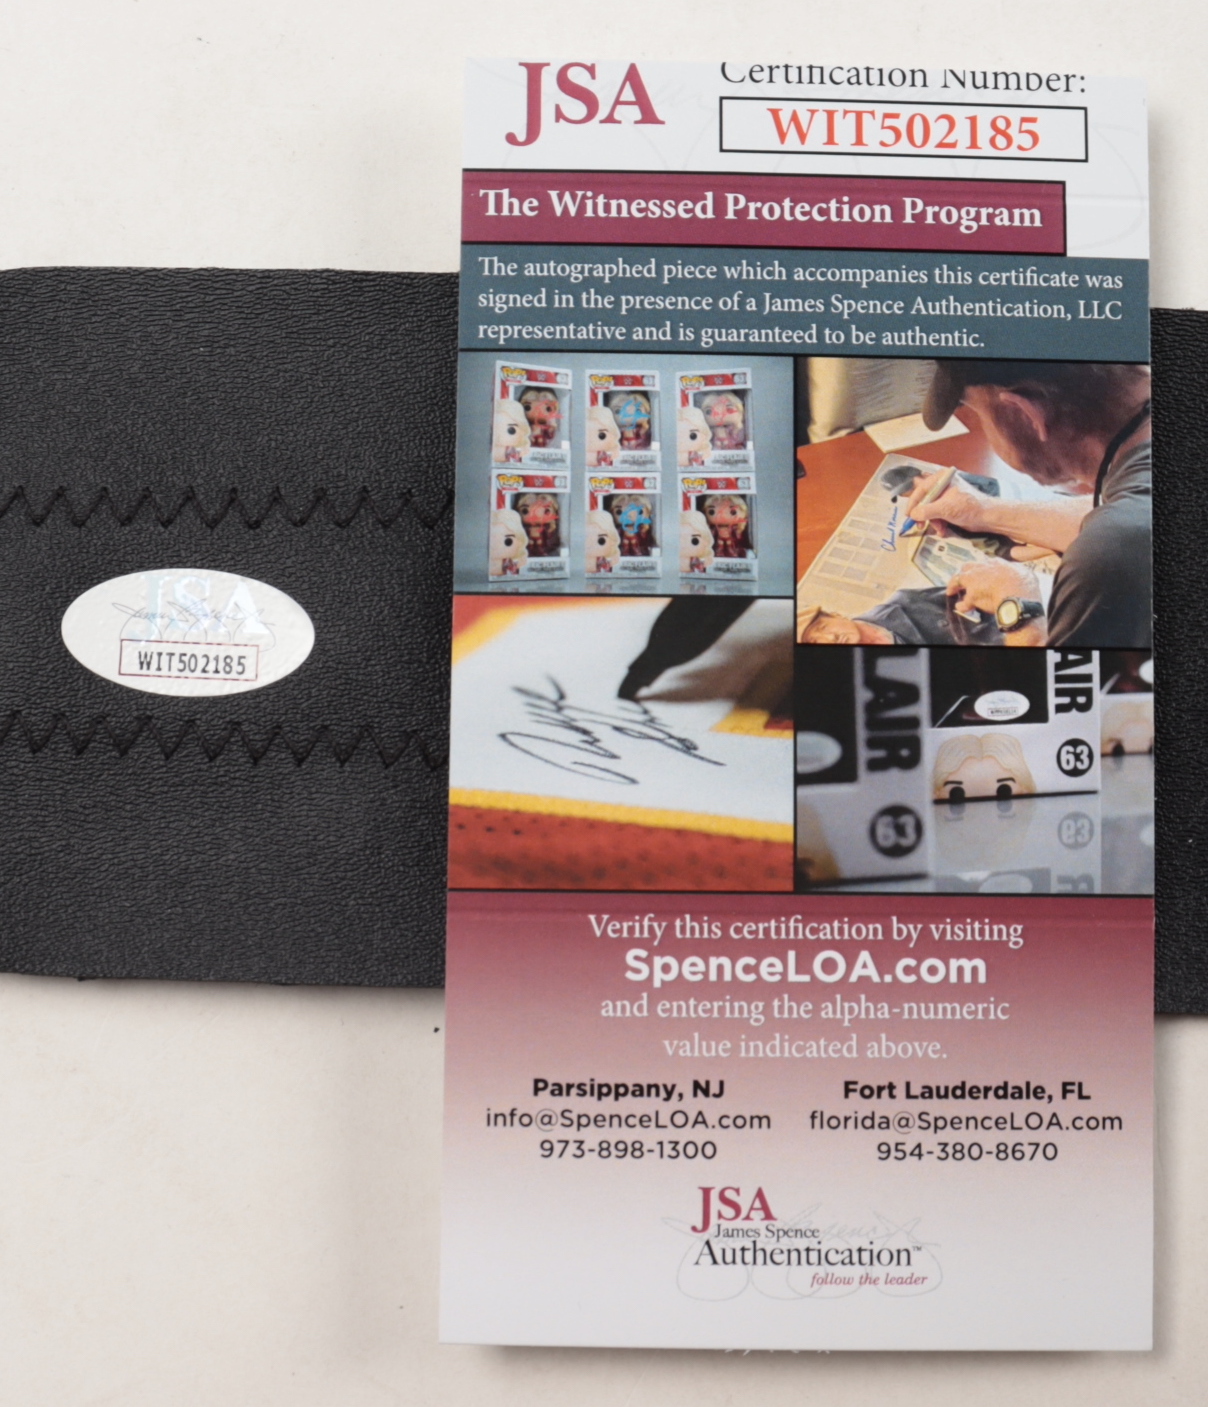 JSA
Certification Number:
WIT502185
The Witnessed Protection Program
The autographed piece which accompanies this certificate was
signed in the presence of a James Spence Authentication, LLC
representative and is guaranteed to be authentic.
JSA
WIT502185
LAIR
AIR
63
63
63
Verify this certification by visiting
SpenceLOA.com
and entering the alpha-numeric
value indicated above.
Parsippany, NJ
info@SpenceLOA.com
973-898-1300
Fort Lauderdale, FL
florida@SpenceLOA.com
954-380-8670
JSA
James Spence
Authentication™
follow the leader